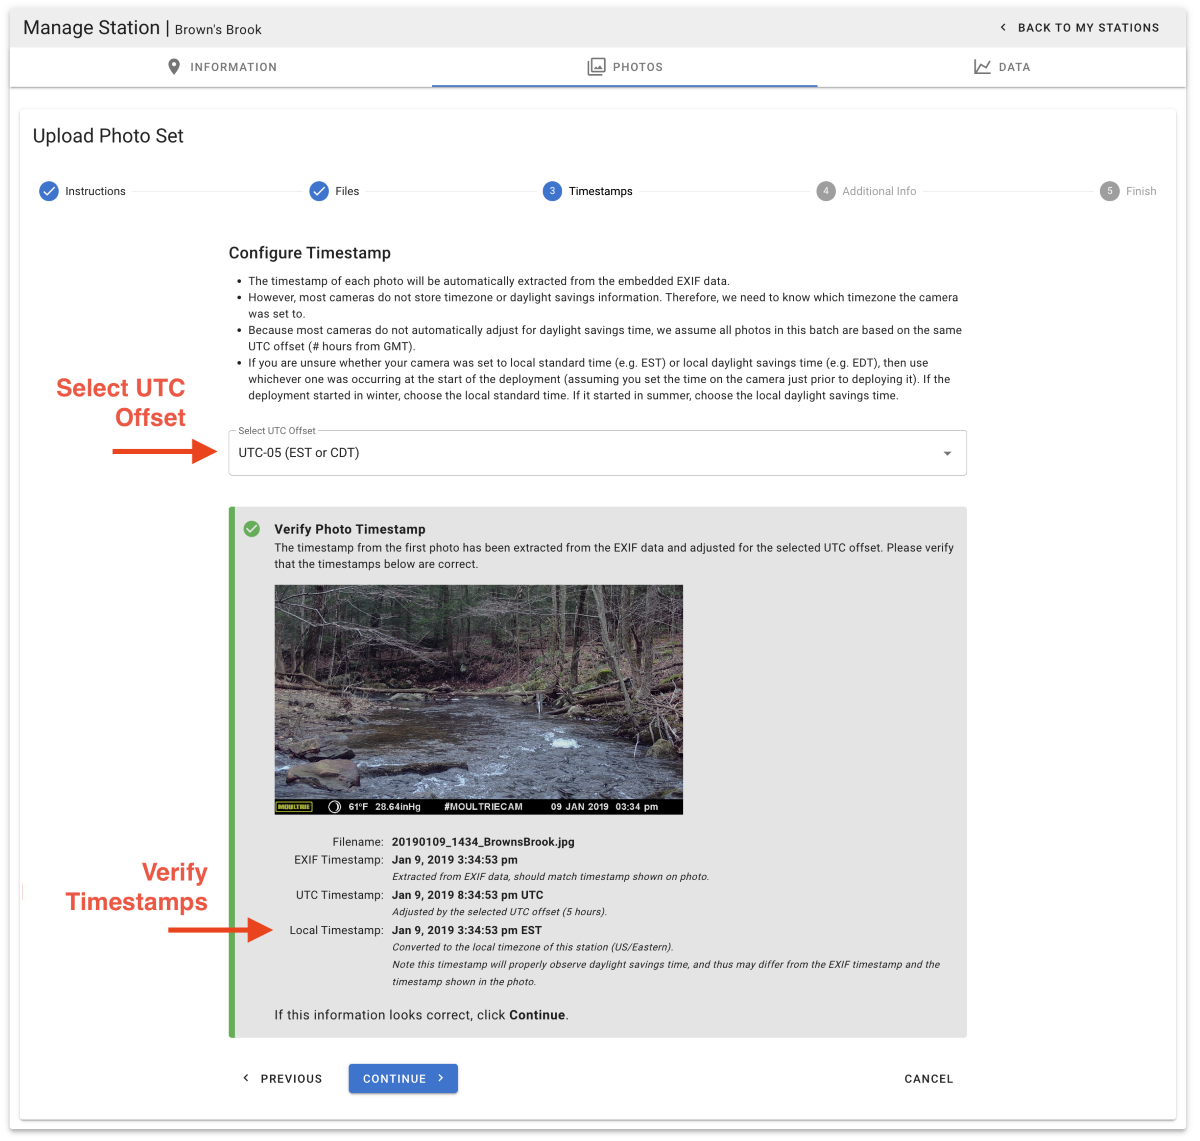 Manage Station | Brown's Brook
BACK TO MY STATIONS
INFORMATION
PHOTOS
DATA
Upload Photo Set
Instructions
Files
3 Timestamps
4 Additional Info
5 Finish
Configure Timestamp
• The timestamp of each photo will be automatically extracted from the embedded EXIF data.
• However, most cameras do not store timezone or daylight savings information. Therefore, we need to know which timezone the camera
was set to.
• Because most cameras do not automatically adjust for daylight savings time, we assume all photos in this batch are based on the same
UTC offset (# hours from GMT).
• If you are unsure whether your camera was set to local standard time (e.g. EST) or local daylight savings time (e.g. EDT), then use
whichever one was occurring at the start of the deployment (assuming you set the time on the camera just prior to deploying it). If the
deployment started in winter, choose the local standard time. If it started in summer, choose the local daylight savings time.
Select UTC
Offset
Select UTC Offset
UTC-05 (EST or CDT)
Verify Photo Timestamp
The timestamp from the first photo has been extracted from the EXIF data and adjusted for the selected UTC offset. Please verify
that the timestamps below are correct.
MOULTRIE 61°F 28.64inHg #MOULTRIECAM 09 JAN 2019 03:34 pm
Filename: 20190109_1434_BrownsBrook.jpg
EXIF Timestamp: Jan 9, 2019 3:34:53 pm
Extracted from EXIF data, should match timestamp shown on photo.
UTC Timestamp: Jan 9, 2019 8:34:53 pm UTC
Adjusted by the selected UTC offset (5 hours).
Verify
Timestamps
Local Timestamp: Jan 9, 2019 3:34:53 pm EST
Converted to the local timezone of this station (US/Eastern).
Note this timestamp will properly observe daylight savings time, and thus may differ from the EXIF timestamp and the
timestamp shown in the photo.
If this information looks correct, click Continue.
PREVIOUS
CONTINUE
CANCEL